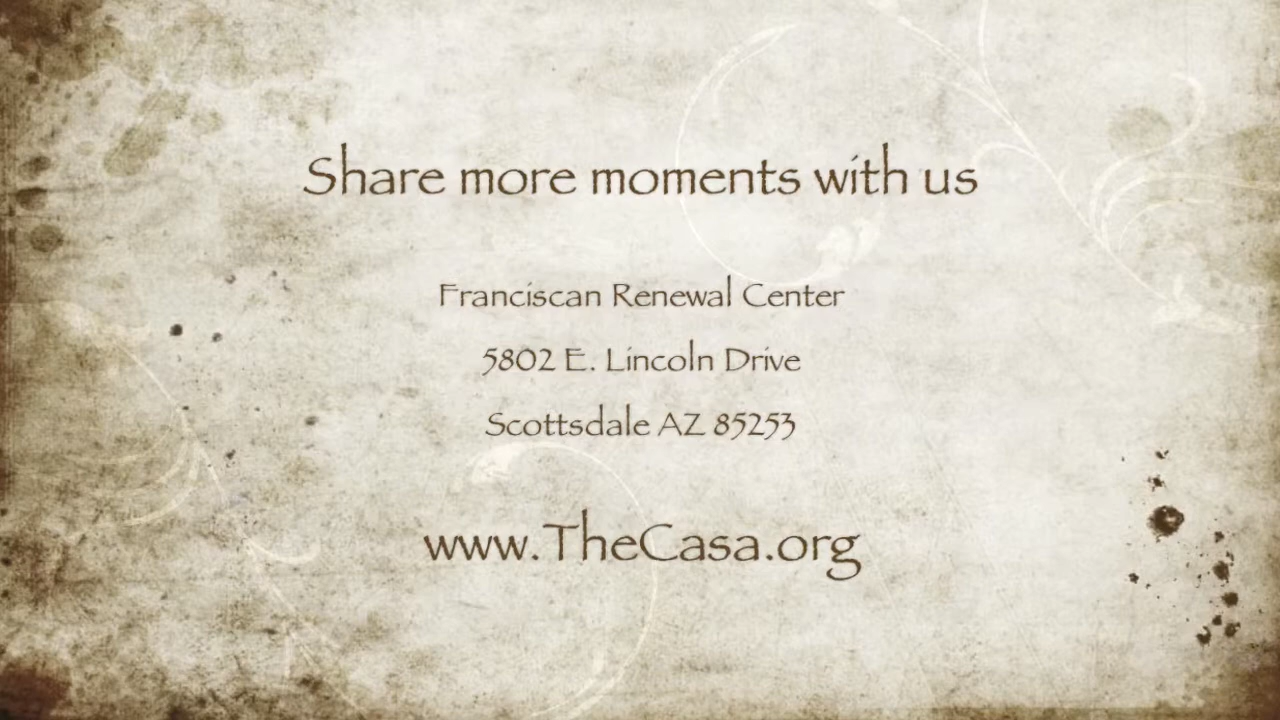 Share more moments with us
Franciscan Renewal Center
5802 E. Lincoln Drive
Scottsdale AZ 85253
www.TheCasa.org